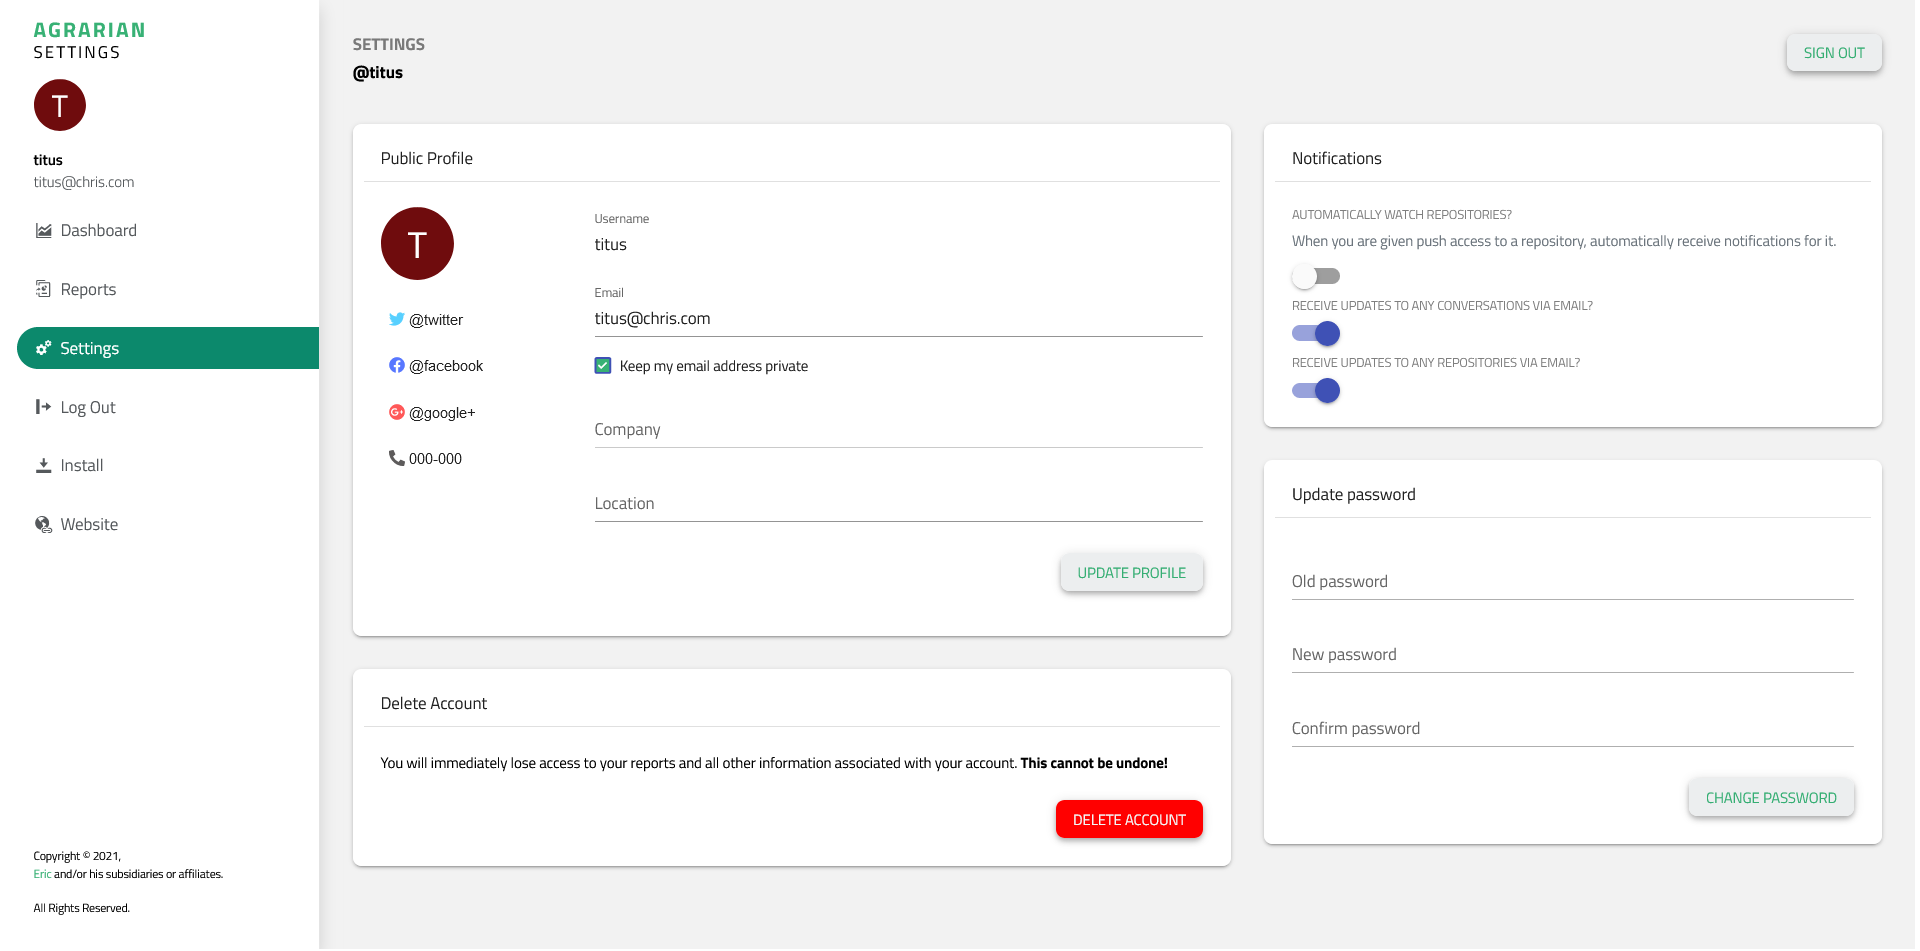 AGRARIAN
SETTINGS
T
titus
titus@chris.com
Dashboard
Reports
Settings
Log Out
Install
Website
Copyright © 2021,
Eric and/or his subsidiaries or affiliates.
All Rights Reserved.
SETTINGS
@titus
SIGN OUT
Public Profile
T
@twitter
@facebook
@google+
000-000
Username
titus
Email
titus@chris.com
Keep my email address private
Company
Location
UPDATE PROFILE
Delete Account
You will immediately lose access to your reports and all other information associated with your account. This cannot be undone!
DELETE ACCOUNT
Notifications
AUTOMATICALLY WATCH REPOSITORIES?
When you are given push access to a repository, automatically receive notifications for it.
RECEIVE UPDATES TO ANY CONVERSATIONS VIA EMAIL?
RECEIVE UPDATES TO ANY REPOSITORIES VIA EMAIL?
Update password
Old password
New password
Confirm password
CHANGE PASSWORD